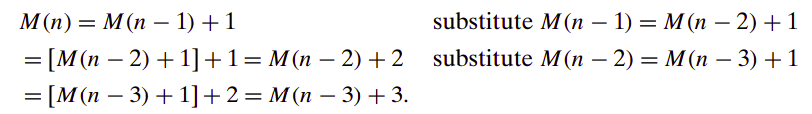 M(n) = M(n − 1) + 1 substitute M(n − 1) = M(n − 2) + 1
= [M(n − 2) + 1] + 1 = M(n − 2) + 2 substitute M(n − 2) = M(n − 3) + 1
= [M(n − 3) + 1] + 2 = M(n − 3) + 3.